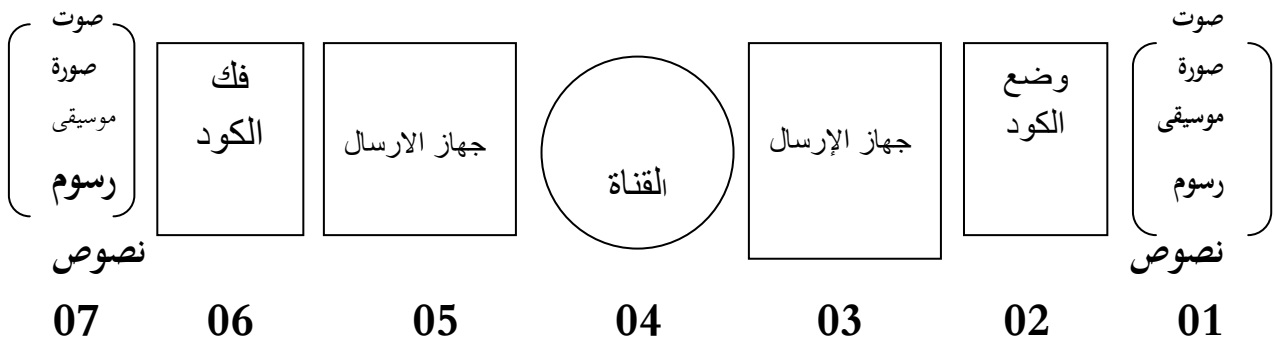 صوت
صورة
موسيقى
رسوم
نصوص
وضع
الكود
جهاز الإرسال
القناة
جهاز الارسال
فك
الكود
صوت
صورة
موسيقى
رسوم
نصوص
01
02
03
04
05
06
07